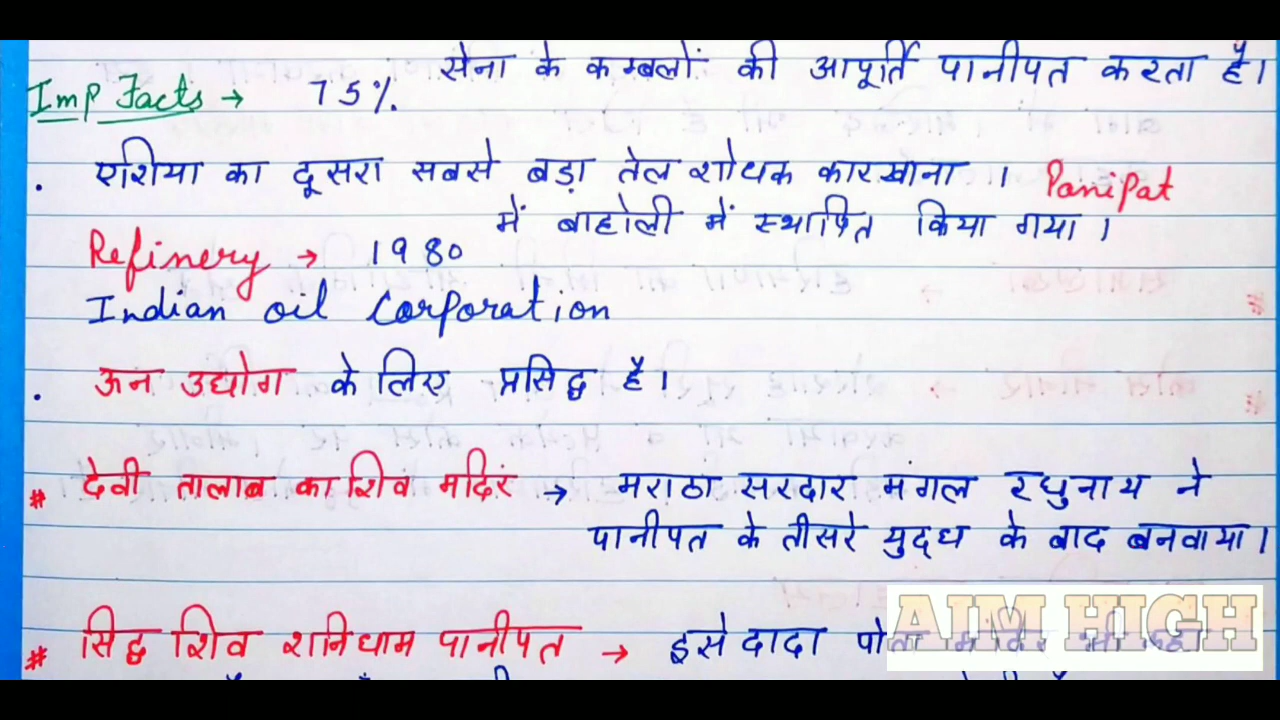 सेना के कम्बलों की आपूर्ति पानीपत करता है।
Imp Facts → 75%
. एशिया का दूसरा सबसे बड़ा तेल शोधक कारखाना । Panipat
में बाहोली में स्थापित किया गया ।
Refinery → 1980
Indian oil Corporation
. ऊन उद्योग के लिए प्रसिद्ध है।
# देवी तालाब का शिव मदिंर → मराठा सरदार मंगल रघुनाथ ने
पानीपत के तीसरे युद्ध के बाद बनवाया।
AIM HIGH
# सिद्ध शिव शनिधाम पानीपत → इसे दादा